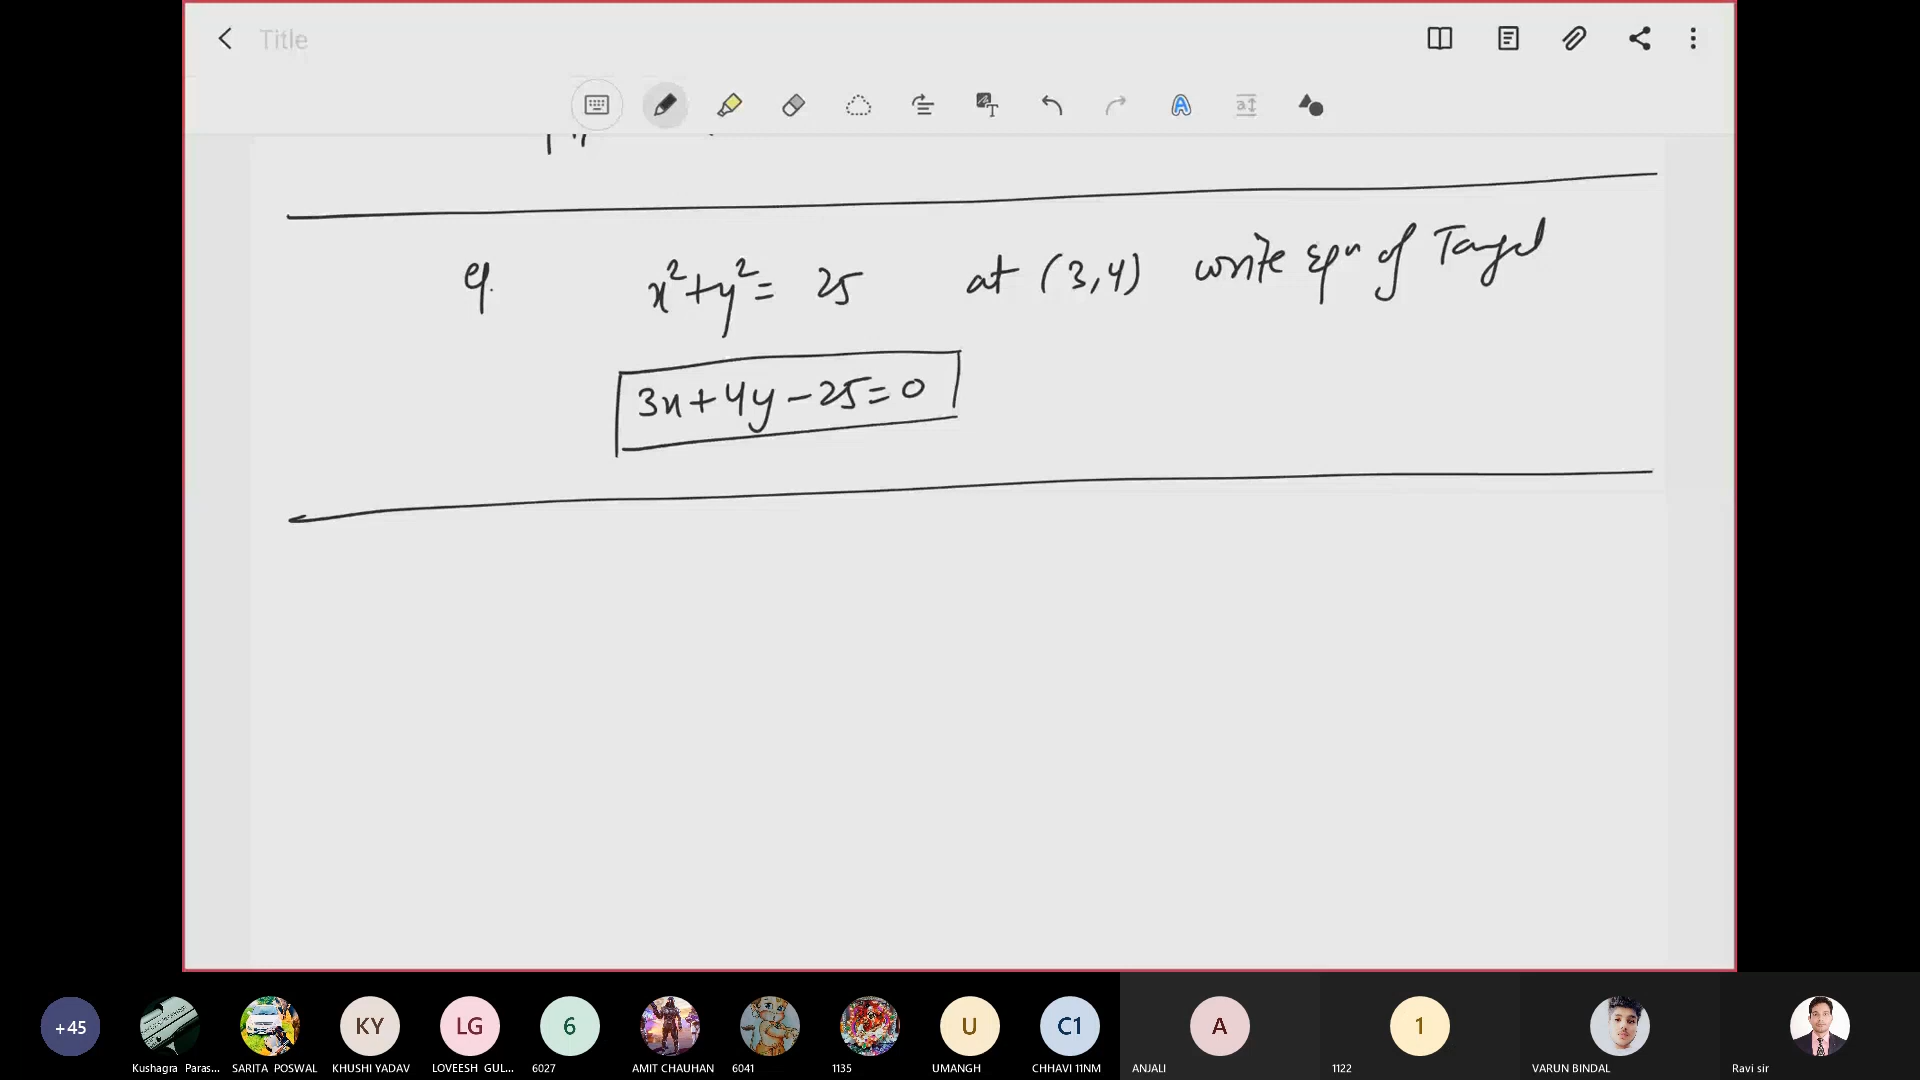 Title
eg. x²+y²= 25 at (3,4) write eqn of Tangent
3x+4y-25=0
+45
KY
LG
6
U
C1
A
1
Kushagra Paras...
SARITA POSWAL
KHUSHI YADAV
LOVEESH GUL...
6027
AMIT CHAUHAN
6041
1135
UMANGH
CHHAVI 11NM
ANJALI
1122
VARUN BINDAL
Ravi sir